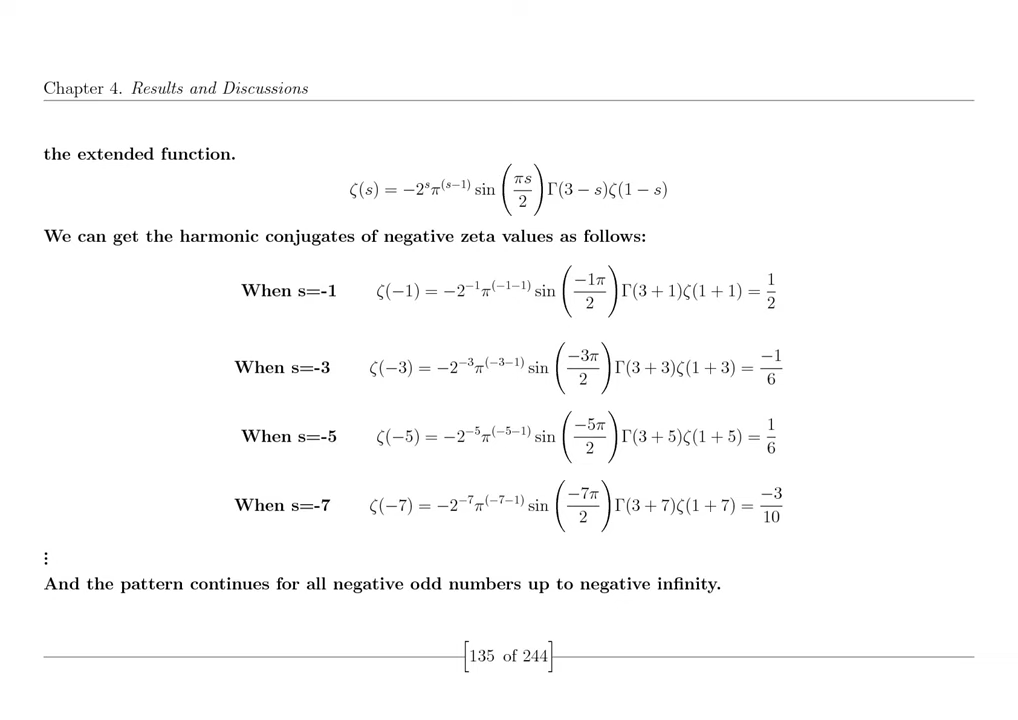 Chapter 4. Results and Discussions
the extended function.
ζ(s) = −2^s π^(s−1) sin(πs/2)Γ(3 − s)ζ(1 − s)
We can get the harmonic conjugates of negative zeta values as follows:
When s=-1 ζ(−1) = −2^−1 π^(−1−1) sin(−1π/2)Γ(3 + 1)ζ(1 + 1) = 1/2
When s=-3 ζ(−3) = −2^−3 π^(−3−1) sin(−3π/2)Γ(3 + 3)ζ(1 + 3) = −1/6
When s=-5 ζ(−5) = −2^−5 π^(−5−1) sin(−5π/2)Γ(3 + 5)ζ(1 + 5) = 1/6
When s=-7 ζ(−7) = −2^−7 π^(−7−1) sin(−7π/2)Γ(3 + 7)ζ(1 + 7) = −3/10
⋮
And the pattern continues for all negative odd numbers up to negative infinity.
[135 of 244]